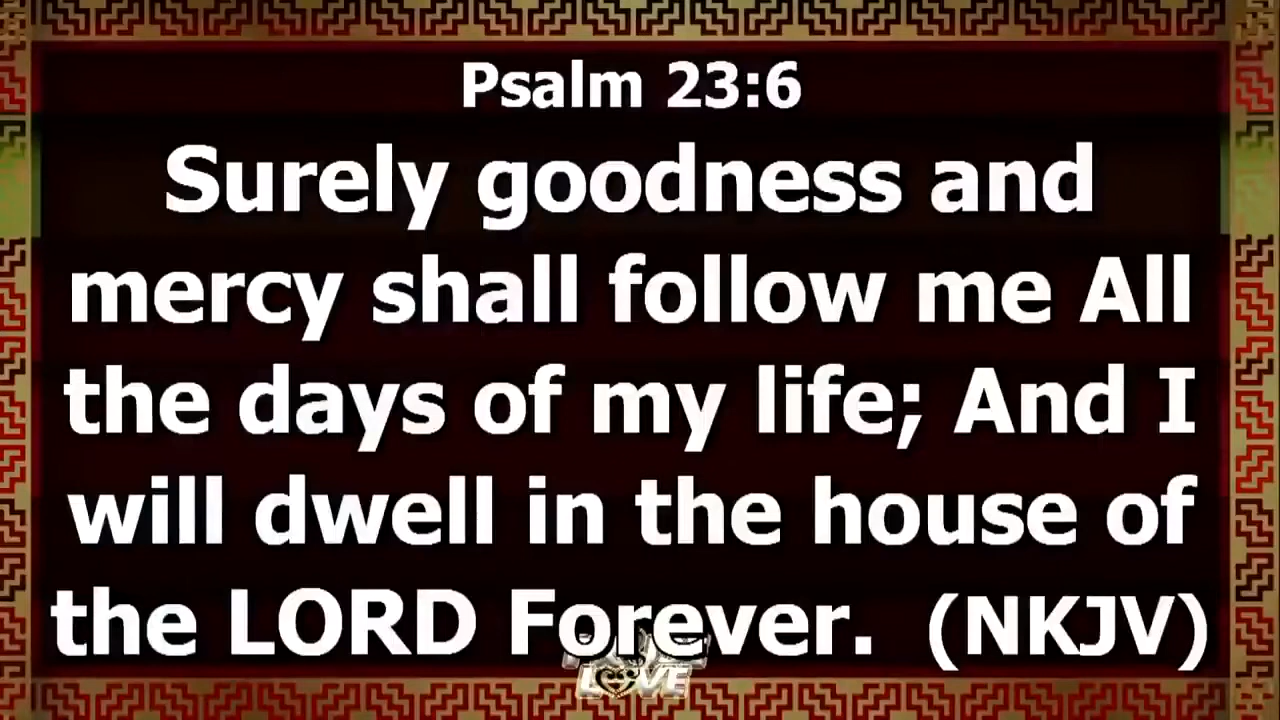 Psalm 23:6
Surely goodness and
mercy shall follow me All
the days of my life; And I
will dwell in the house of
the LORD Forever. (NKJV)
LOVE